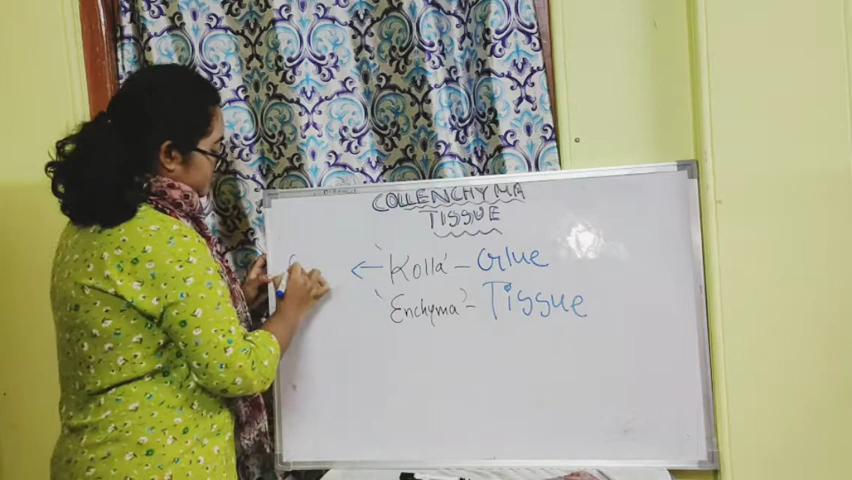 COLLENCHYMA
TISSUE
← 'Kolla' - Glue
'Enchyma' - Tissue